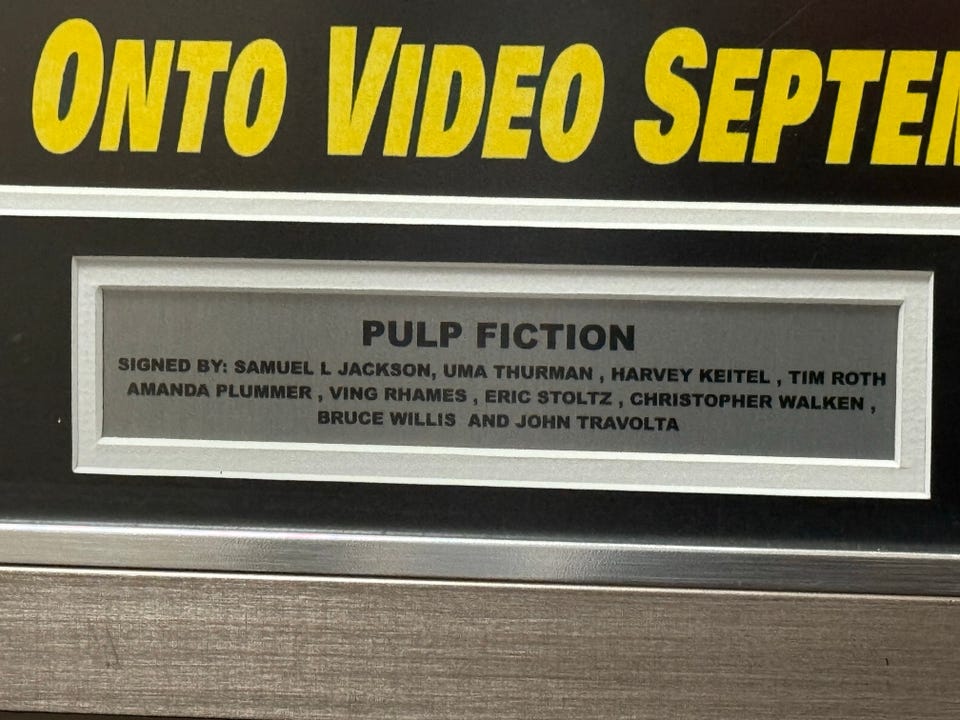 ONTO VIDEO SEPTEM
PULP FICTION
SIGNED BY: SAMUEL L JACKSON, UMA THURMAN , HARVEY KEITEL , TIM ROTH
AMANDA PLUMMER , VING RHAMES , ERIC STOLTZ , CHRISTOPHER WALKEN ,
BRUCE WILLIS AND JOHN TRAVOLTA